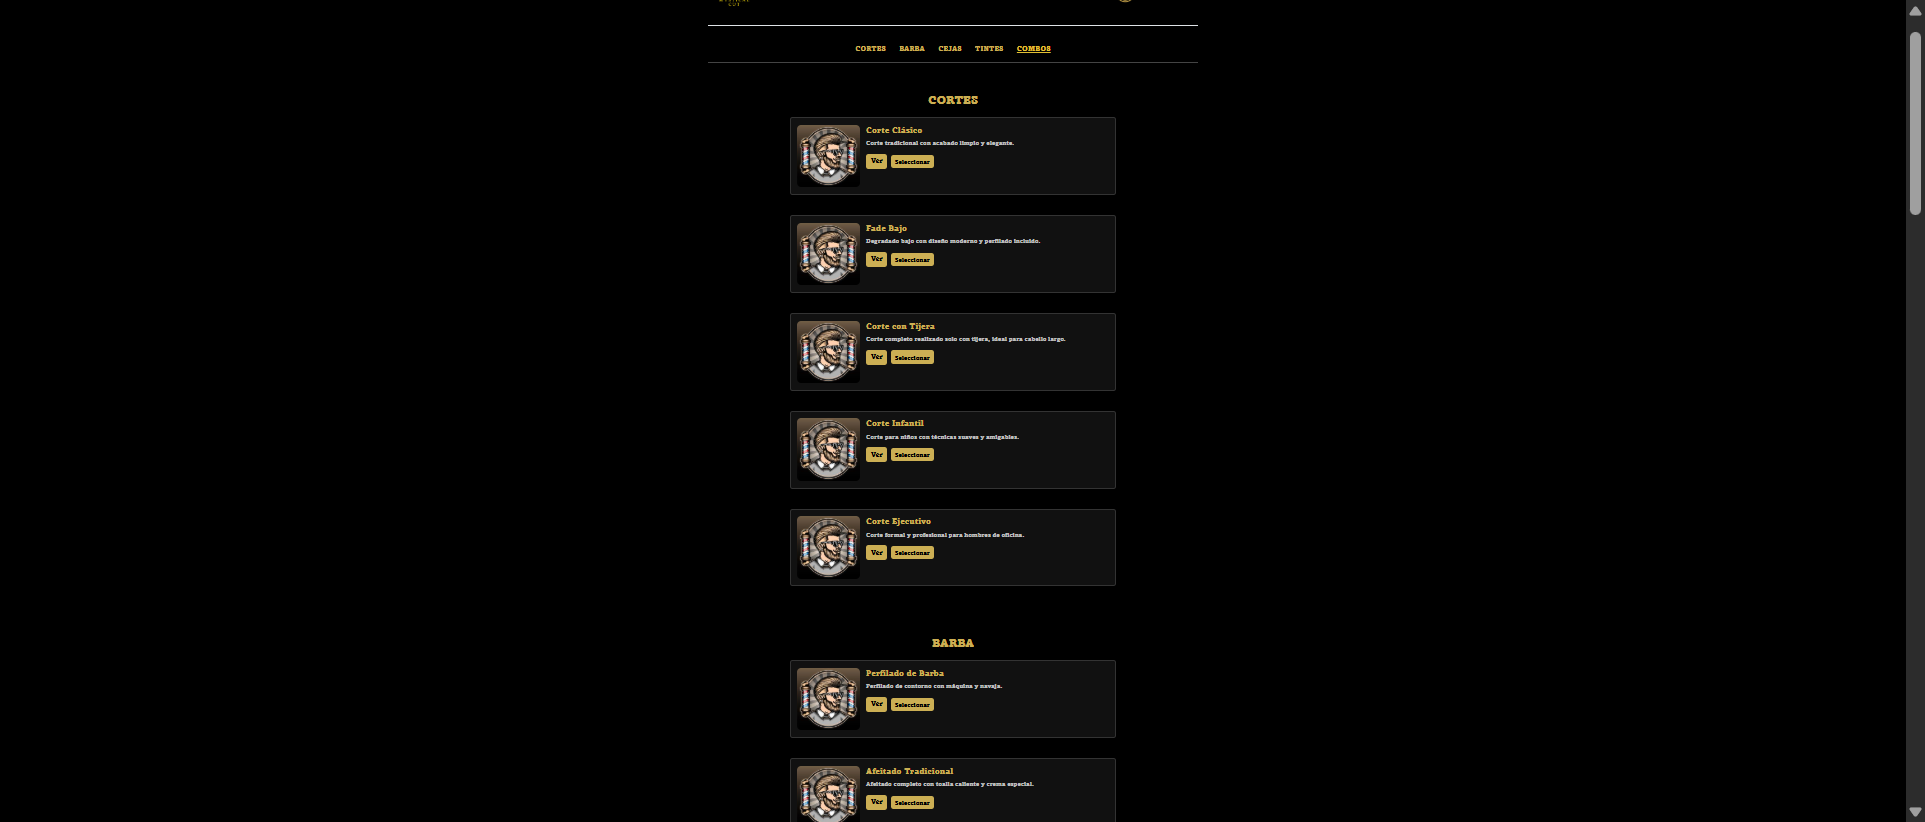 CUT
CORTES BARBA CEJAS TINTES COMBOS
CORTES
Corte Clásico
Corte tradicional con acabado limpio y elegante.
Ver Seleccionar
Fade Bajo
Degradado bajo con diseño moderno y perfilado incluido.
Ver Seleccionar
Corte con Tijera
Corte completo realizado solo con tijera, ideal para cabello largo.
Ver Seleccionar
Corte Infantil
Corte para niños con técnicas suaves y amigables.
Ver Seleccionar
Corte Ejecutivo
Corte formal y profesional para hombres de oficina.
Ver Seleccionar
BARBA
Perfilado de Barba
Perfilado de contorno con máquina y navaja.
Ver Seleccionar
Afeitado Tradicional
Afeitado completo con toalla caliente y crema especial.
Ver Seleccionar